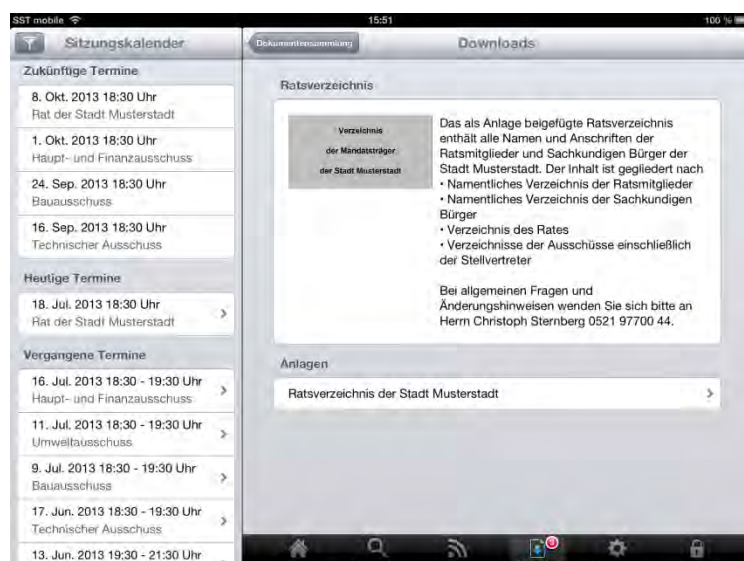 SST mobile
15:51
100 %
Sitzungskalender
Zukünftige Termine
8. Okt. 2013 18:30 Uhr
Rat der Stadt Musterstadt
1. Okt. 2013 18:30 Uhr
Haupt- und Finanzausschuss
24. Sep. 2013 18:30 Uhr
Bauausschuss
16. Sep. 2013 18:30 Uhr
Technischer Ausschuss
Heutige Termine
18. Jul. 2013 18:30 Uhr
Rat der Stadt Musterstadt
Vergangene Termine
16. Jul. 2013 18:30 - 19:30 Uhr
Haupt- und Finanzausschuss
11. Jul. 2013 18:30 - 19:30 Uhr
Umweltausschuss
9. Jul. 2013 18:30 - 19:30 Uhr
Bauausschuss
17. Jun. 2013 18:30 - 19:30 Uhr
Technischer Ausschuss
13. Jun. 2013 19:30 - 21:30 Uhr
Dokumentensammlung
Downloads
Ratsverzeichnis
Verzeichnis
der Mandatsträger
der Stadt Musterstadt
Das als Anlage beigefügte Ratsverzeichnis
enthält alle Namen und Anschriften der
Ratsmitglieder und Sachkundigen Bürger der
Stadt Musterstadt. Der Inhalt ist gegliedert nach
• Namentliches Verzeichnis der Ratsmitglieder
• Namentliches Verzeichnis der Sachkundigen
Bürger
• Verzeichnis des Rates
• Verzeichnisse der Ausschüsse einschließlich
der Stellvertreter
Bei allgemeinen Fragen und
Änderungshinweisen wenden Sie sich bitte an
Herrn Christoph Sternberg 0521 97700 44.
Anlagen
Ratsverzeichnis der Stadt Musterstadt